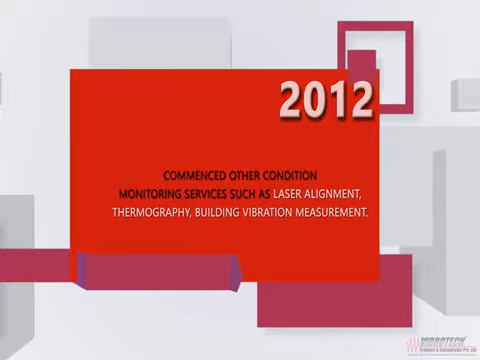 2012
COMMENCED OTHER CONDITION
MONITORING SERVICES SUCH AS LASER ALIGNMENT,
THERMOGRAPHY, BUILDING VIBRATION MEASUREMENT.
VIBROTECH